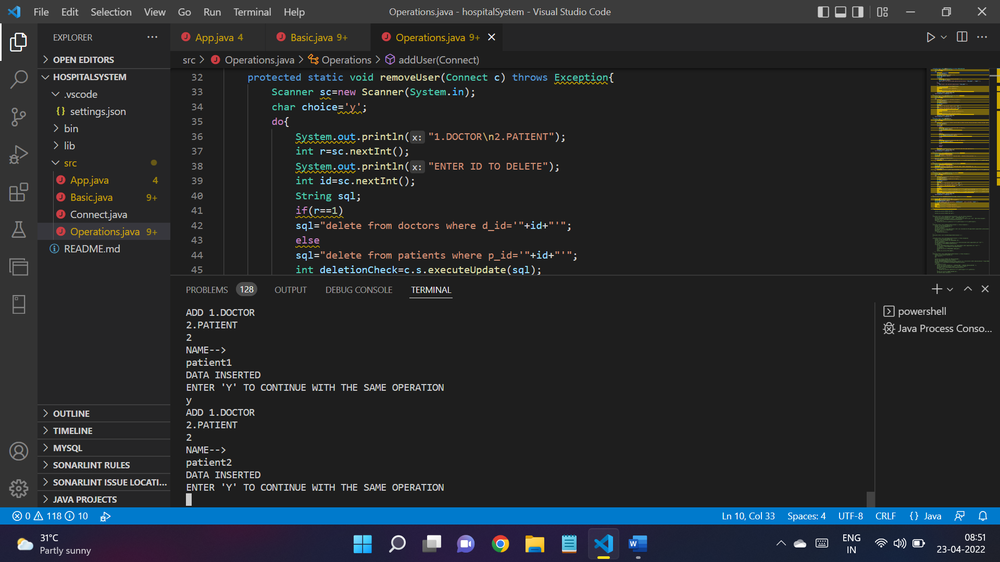 File Edit Selection View Go Run Terminal Help
Operations.java - hospitalSystem - Visual Studio Code
EXPLORER
OPEN EDITORS
HOSPITALSYSTEM
.vscode
{} settings.json
bin
lib
src
App.java 4
Basic.java 9+
Connect.java
Operations.java 9+
README.md
OUTLINE
TIMELINE
MYSQL
SONARLINT RULES
SONARLINT ISSUE LOCATI...
JAVA PROJECTS
App.java 4 Basic.java 9+ Operations.java 9+
src > Operations.java > Operations > addUser(Connect)
32 protected static void removeUser(Connect c) throws Exception{
33 Scanner sc=new Scanner(System.in);
34 char choice='y';
35 do{
36 System.out.println(x: "1.DOCTOR\n2.PATIENT");
37 int r=sc.nextInt();
38 System.out.println(x: "ENTER ID TO DELETE");
39 int id=sc.nextInt();
40 String sql;
41 if(r==1)
42 sql="delete from doctors where d_id='"+id+"'";
43 else
44 sql="delete from patients where p_id='"+id+"'";
45 int deletionCheck=c.s.executeUpdate(sql);
PROBLEMS 128 OUTPUT DEBUG CONSOLE TERMINAL
ADD 1.DOCTOR
2.PATIENT
2
NAME-->
patient1
DATA INSERTED
ENTER 'Y' TO CONTINUE WITH THE SAME OPERATION
y
ADD 1.DOCTOR
2.PATIENT
2
NAME-->
patient2
DATA INSERTED
ENTER 'Y' TO CONTINUE WITH THE SAME OPERATION
powershell
Java Process Conso...
0 118 10
Ln 10, Col 33 Spaces: 4 UTF-8 CRLF {} Java
31°C
Partly sunny
ENG
IN
08:51
23-04-2022